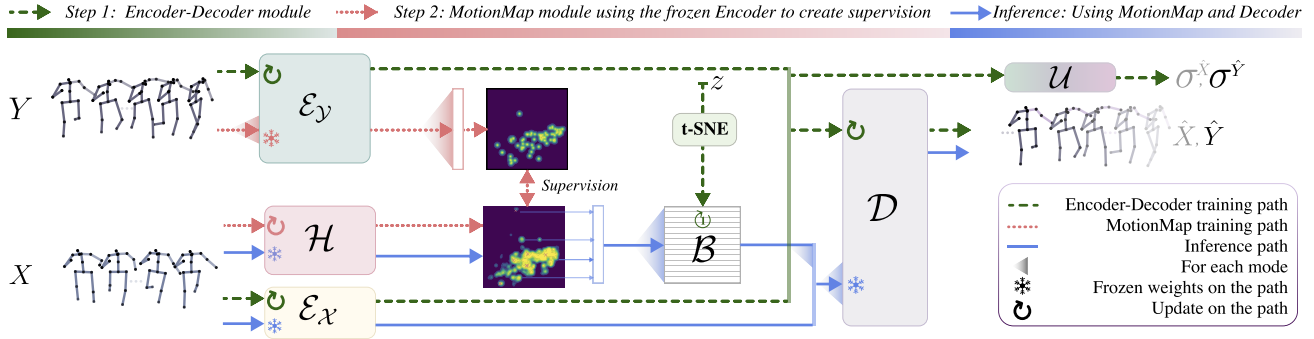 Step 1: Encoder-Decoder module
Step 2: MotionMap module using the frozen Encoder to create supervision
Inference: Using MotionMap and Decoder
Y
ℰ_𝒴
z
t-SNE
𝒰
σ^X̂, σ^Ŷ
X̂, Ŷ
Supervision
X
ℋ
ℬ
𝒟
ℰ_𝒳
Encoder-Decoder training path
MotionMap training path
Inference path
For each mode
Frozen weights on the path
Update on the path